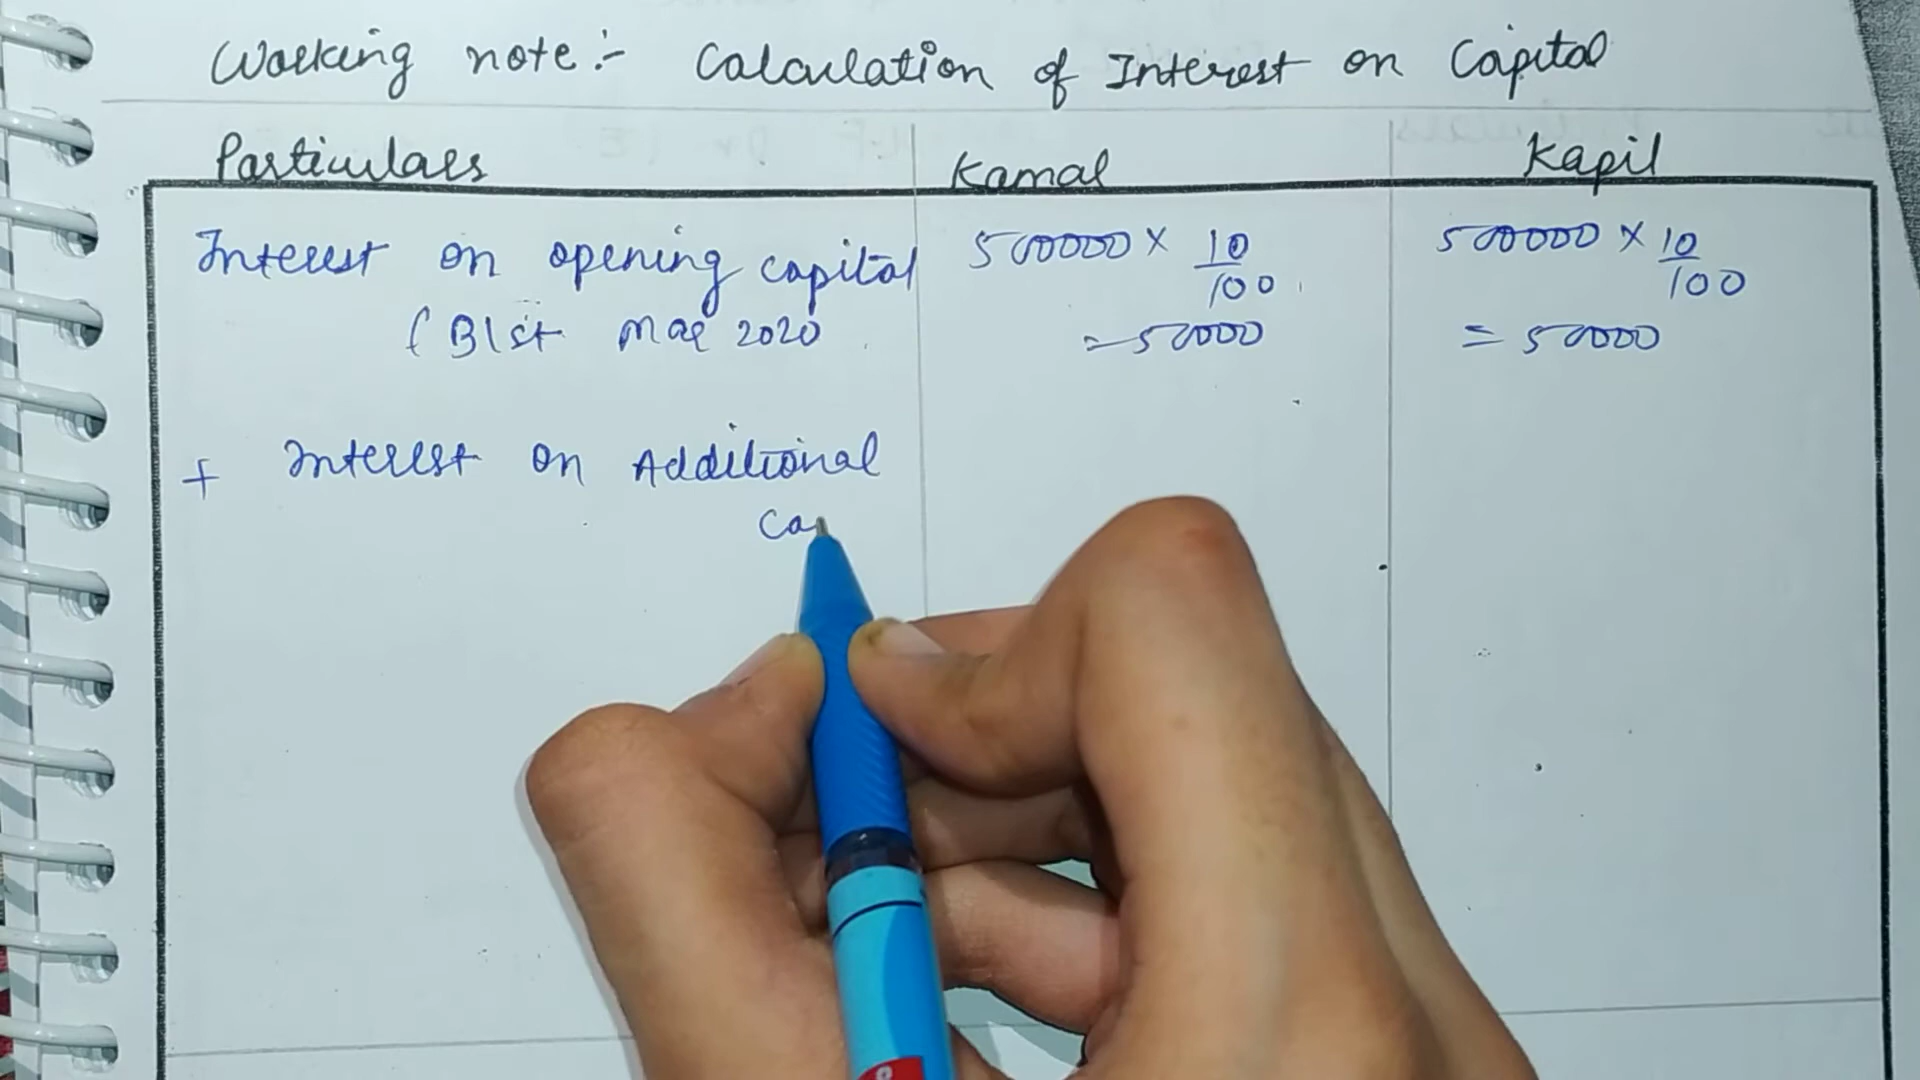 Working note:- Calculation of Interest on Capital
Particulars Kamal Kapil
Interest on opening capital 500000 × 10/100 500000 × 10/100
(31st Mar 2020 = 50000 = 50000
+ Interest on Additional
Ca